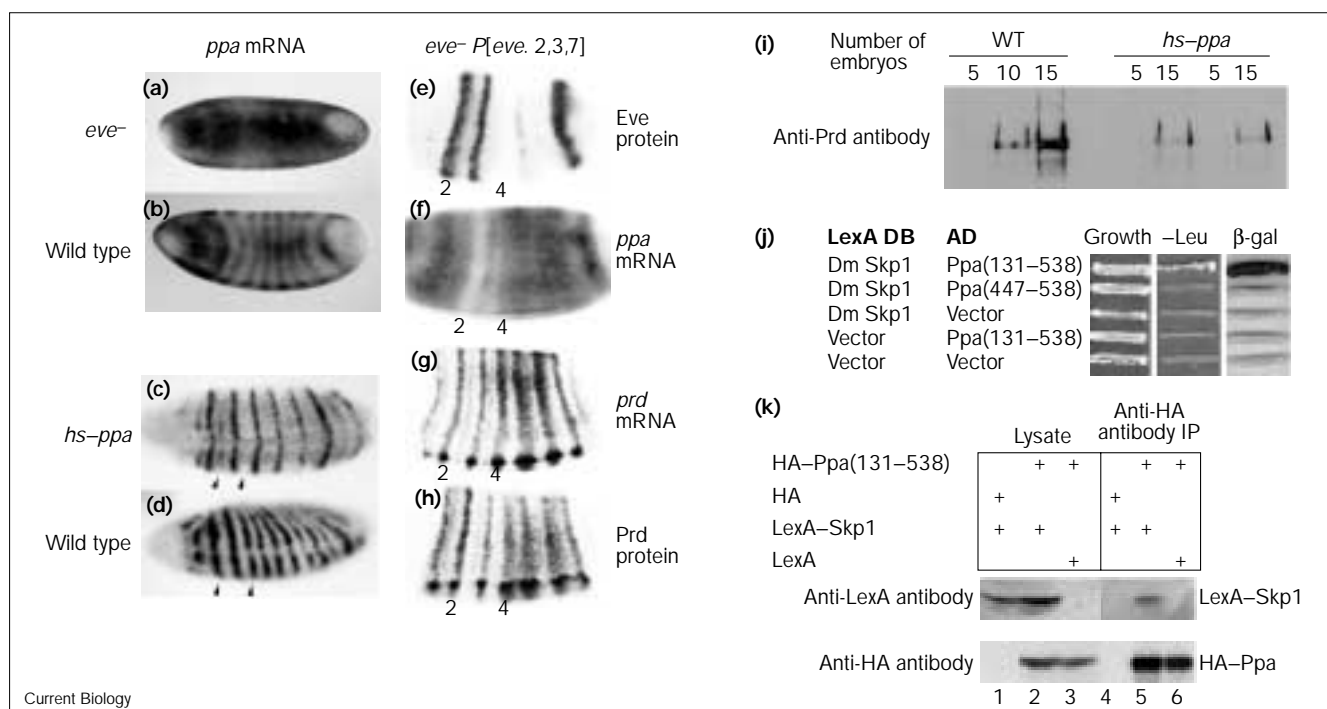 ppa mRNA
eve– P[eve. 2,3,7]
(a)
eve–
(b)
Wild type
(c)
hs–ppa
(d)
Wild type
(e)
Eve
protein
2 4
(f)
ppa
mRNA
2 4
(g)
prd
mRNA
2 4
(h)
Prd
protein
2 4
(i)
Number of
embryos
WT hs–ppa
5 10 15 5 15 5 15
Anti-Prd antibody
(j)
LexA DB AD Growth –Leu β-gal
Dm Skp1 Ppa(131–538)
Dm Skp1 Ppa(447–538)
Dm Skp1 Vector
Vector Ppa(131–538)
Vector Vector
(k)
Lysate
Anti-HA
antibody IP
HA–Ppa(131–538) + + + +
HA + +
LexA–Skp1 + + + +
LexA + +
Anti-LexA antibody LexA–Skp1
Anti-HA antibody HA–Ppa
1 2 3 4 5 6
Current Biology